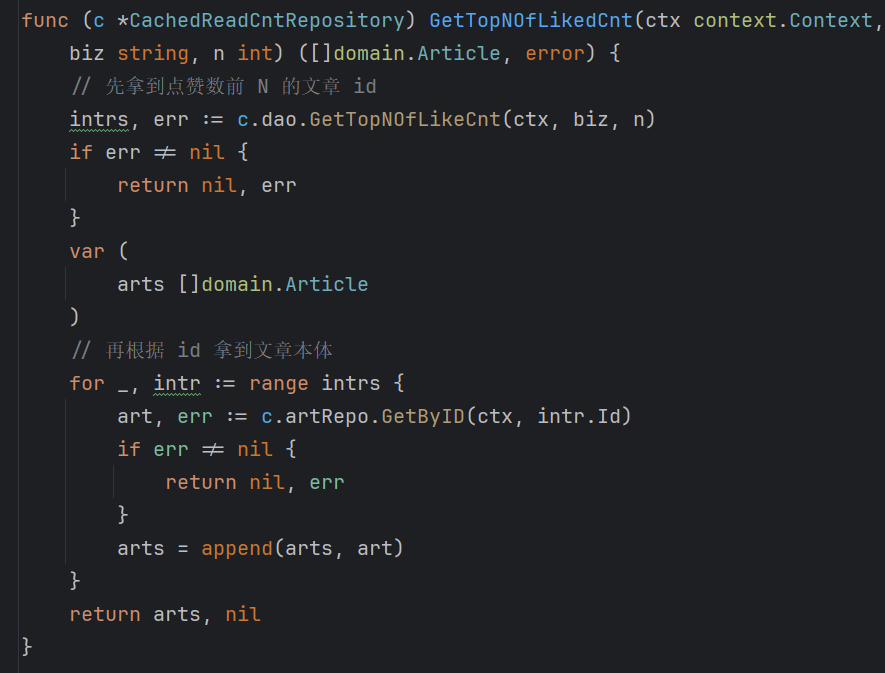 func (c *CachedReadCntRepository) GetTopNOfLikedCnt(ctx context.Context,
    biz string, n int) ([]domain.Article, error) {
    // 先拿到点赞数前 N 的文章 id
    intrs, err := c.dao.GetTopNOfLikeCnt(ctx, biz, n)
    if err != nil {
        return nil, err
    }
    var (
        arts []domain.Article
    )
    // 再根据 id 拿到文章本体
    for _, intr := range intrs {
        art, err := c.artRepo.GetByID(ctx, intr.Id)
        if err != nil {
            return nil, err
        }
        arts = append(arts, art)
    }
    return arts, nil
}